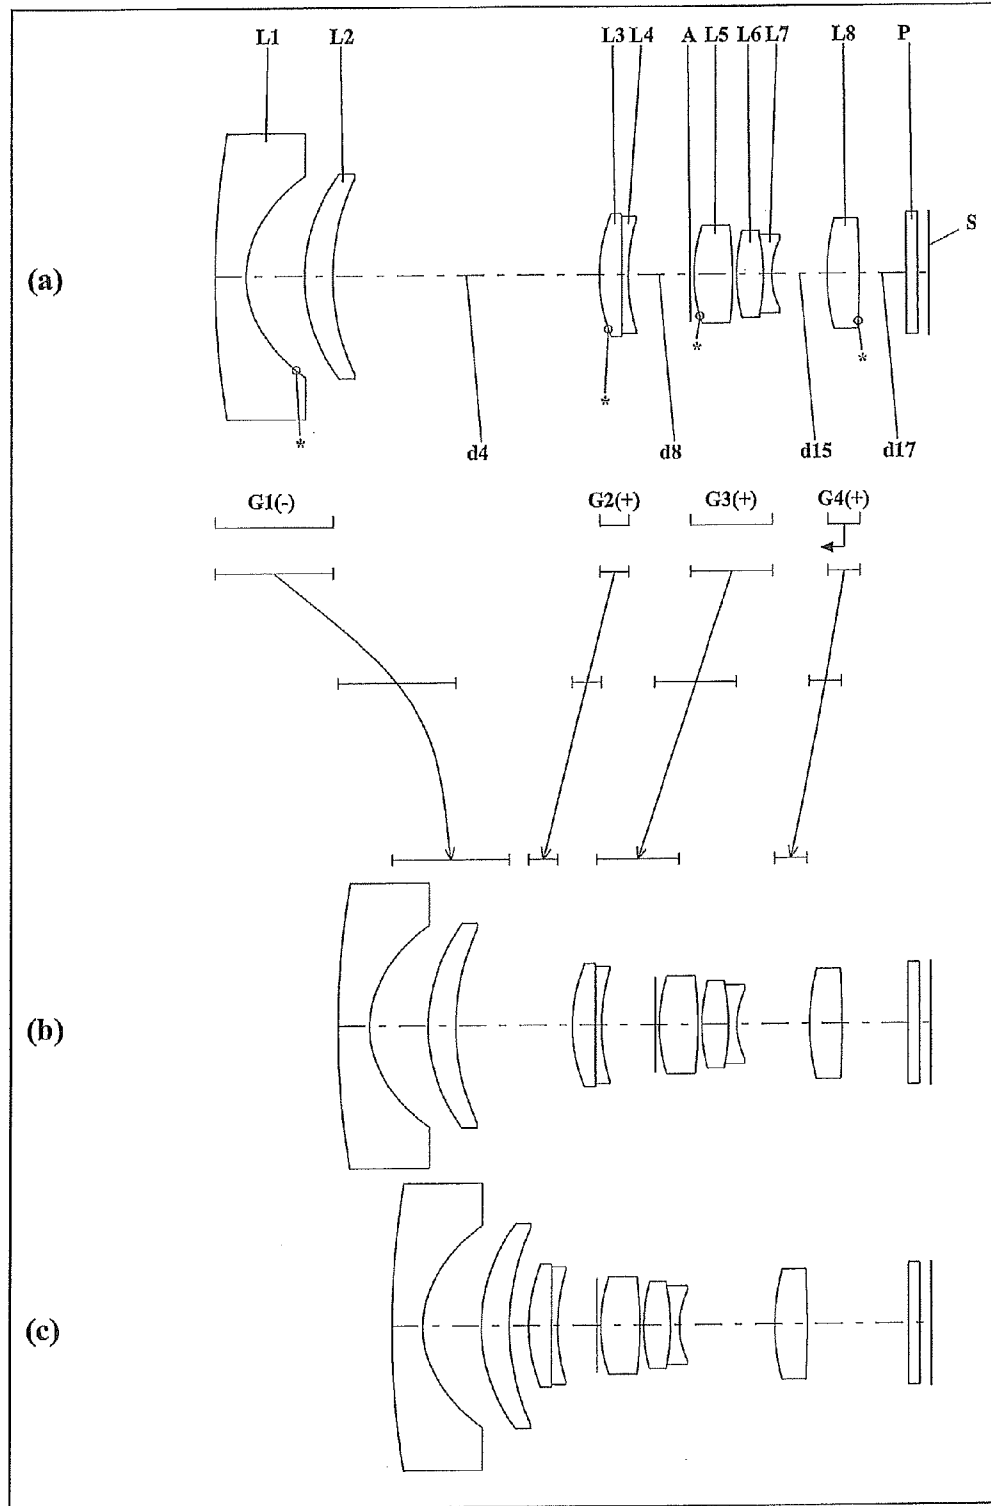 L1 L2 L3 L4 A L5 L6 L7 L8 P
S
(a)
* * * *
d4 d8 d15 d17
G1(-) G2(+) G3(+) G4(+)
(b)
(c)